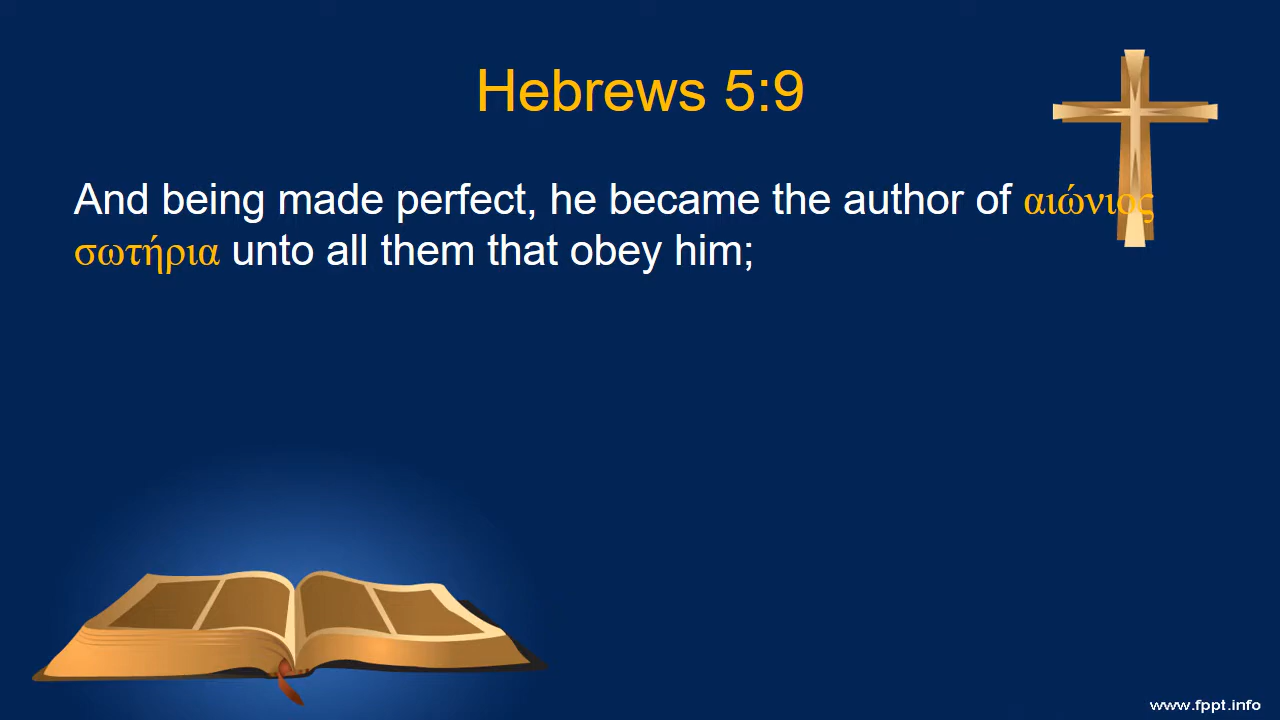 Hebrews 5:9
And being made perfect, he became the author of αιώνιος
σωτήρια unto all them that obey him;
www.fppt.info